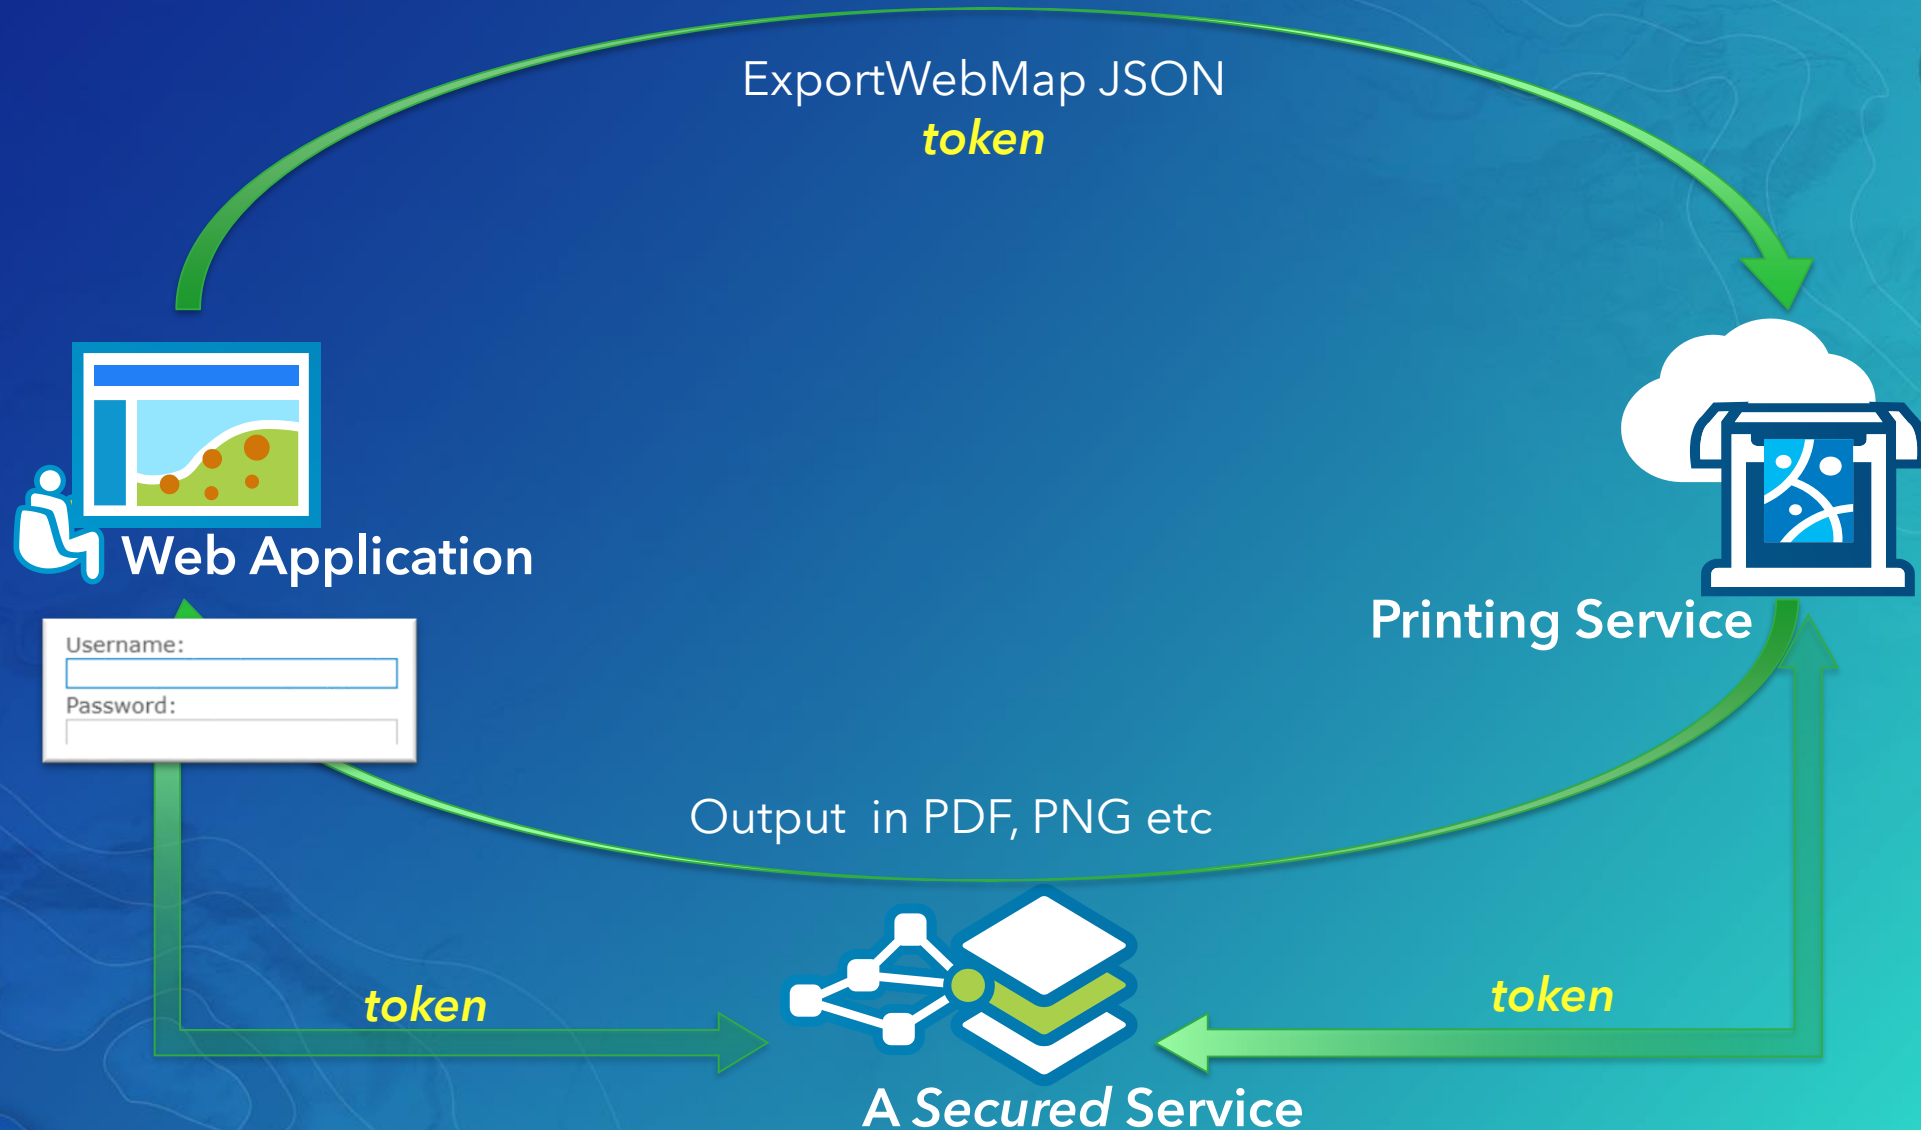 ExportWebMap JSON
token
Web Application
Username:
Password:
Printing Service
Output  in PDF, PNG etc
token
token
A Secured Service